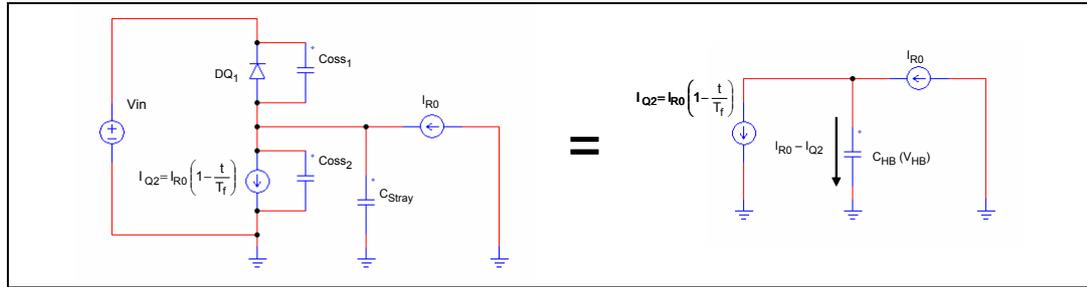 Coss1
DQ1
Vin
IR0
IQ2=IR0(1-t/Tf)
Coss2
CStray
=
IR0
IQ2=IR0(1-t/Tf)
IR0 – IQ2
CHB (VHB)